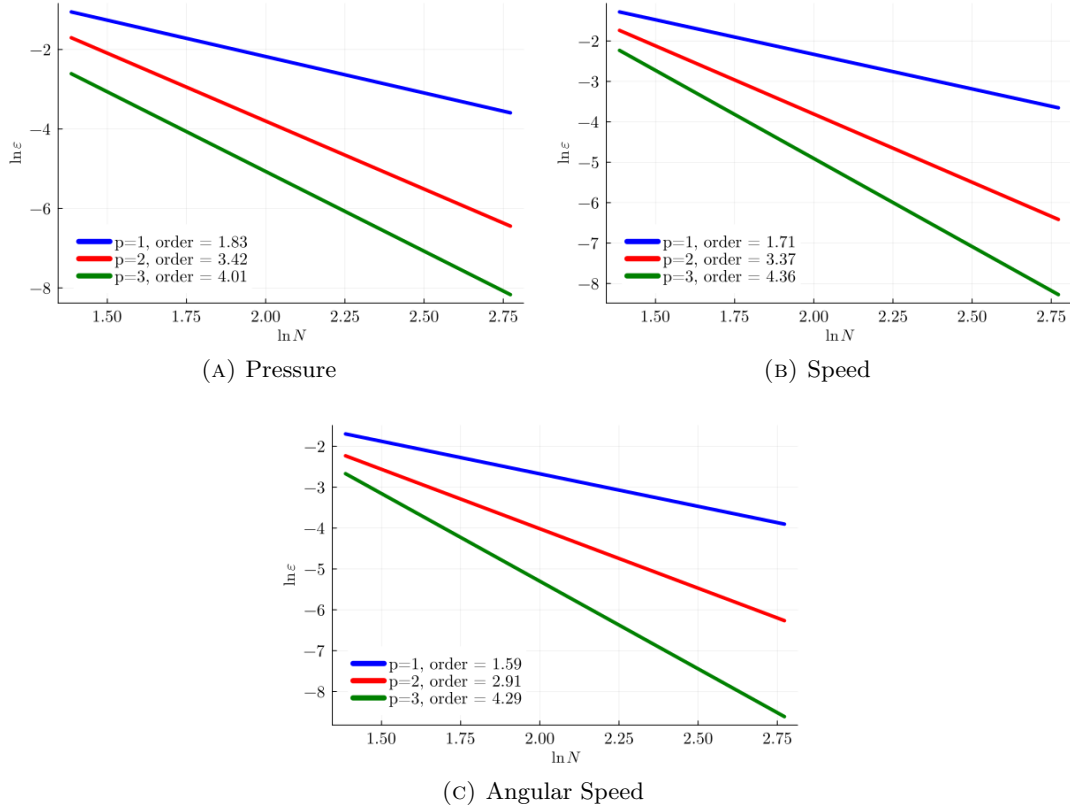 −2
−4
−6
−8
ln ε
1.50 1.75 2.00 2.25 2.50 2.75
ln N
p=1, order = 1.83
p=2, order = 3.42
p=3, order = 4.01
(A) Pressure
−2
−3
−4
−5
−6
−7
−8
ln ε
1.50 1.75 2.00 2.25 2.50 2.75
ln N
p=1, order = 1.71
p=2, order = 3.37
p=3, order = 4.36
(B) Speed
−2
−3
−4
−5
−6
−7
−8
ln ε
1.50 1.75 2.00 2.25 2.50 2.75
ln N
p=1, order = 1.59
p=2, order = 2.91
p=3, order = 4.29
(C) Angular Speed